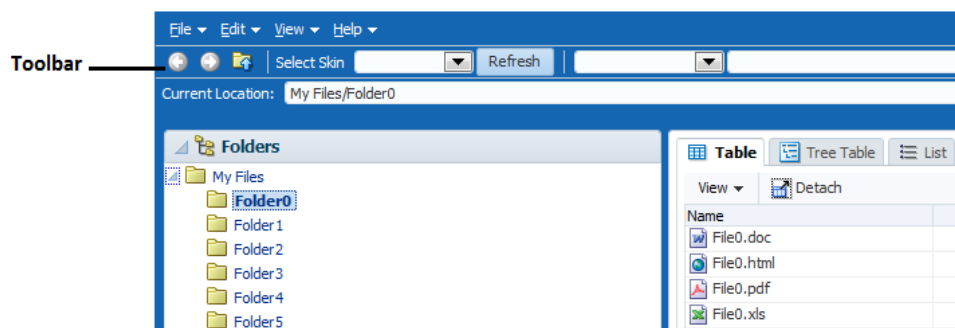 File Edit View Help
Toolbar
Select Skin Refresh
Current Location: My Files/Folder0
Folders
My Files
Folder0
Folder1
Folder2
Folder3
Folder4
Folder5
Table Tree Table List
View Detach
Name
File0.doc
File0.html
File0.pdf
File0.xls